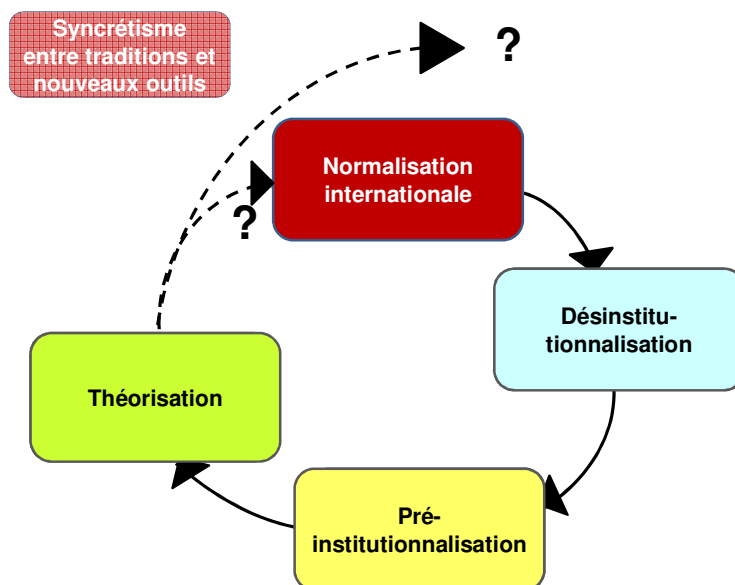 Syncrétisme
entre traditions et
nouveaux outils
?
Normalisation
internationale
?
Désinstitu-
tionnalisation
Théorisation
Pré-
institutionnalisation